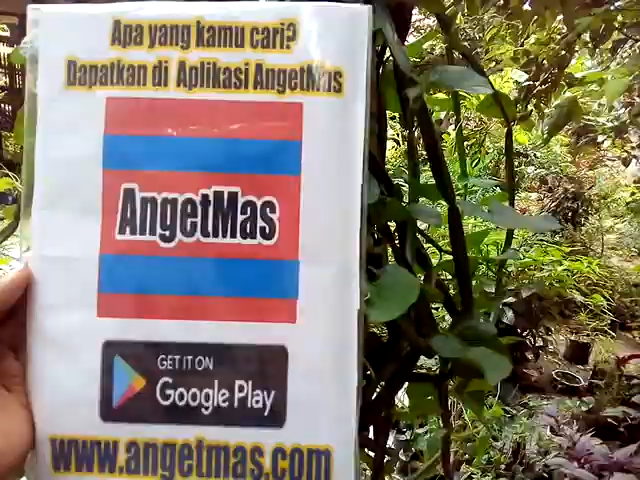 Apa yang kamu cari?
Dapatkan di Aplikasi AngetMas
AngetMas
GET IT ON
Google Play
www.angetmas.com